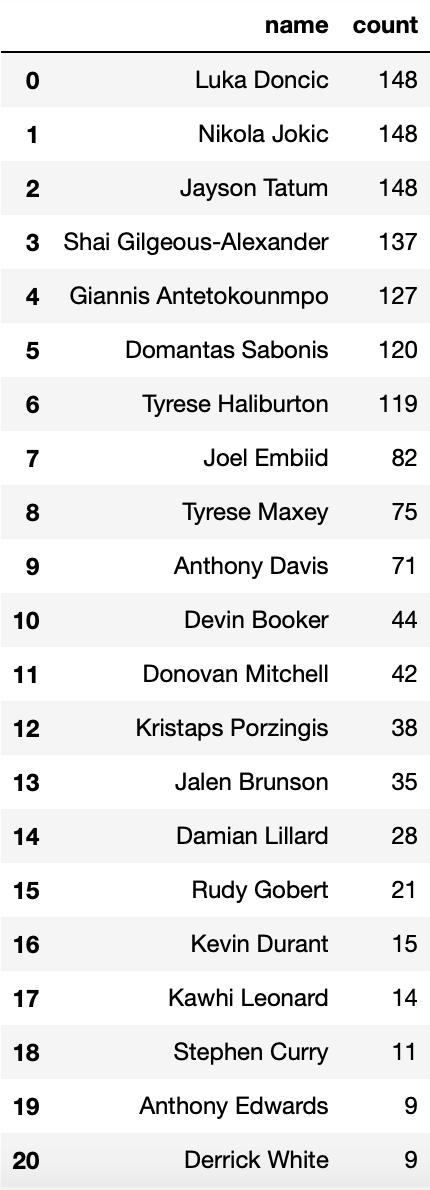 name count
0 Luka Doncic 148
1 Nikola Jokic 148
2 Jayson Tatum 148
3 Shai Gilgeous-Alexander 137
4 Giannis Antetokounmpo 127
5 Domantas Sabonis 120
6 Tyrese Haliburton 119
7 Joel Embiid 82
8 Tyrese Maxey 75
9 Anthony Davis 71
10 Devin Booker 44
11 Donovan Mitchell 42
12 Kristaps Porzingis 38
13 Jalen Brunson 35
14 Damian Lillard 28
15 Rudy Gobert 21
16 Kevin Durant 15
17 Kawhi Leonard 14
18 Stephen Curry 11
19 Anthony Edwards 9
20 Derrick White 9